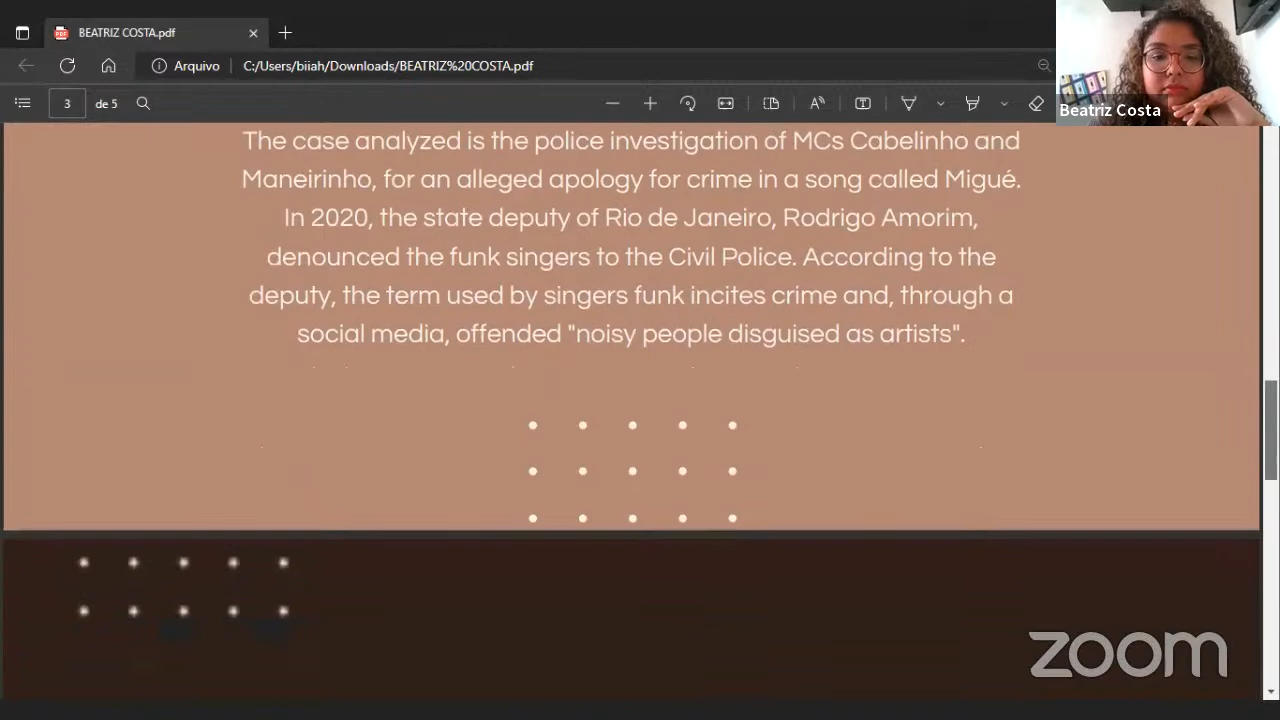 BEATRIZ COSTA.pdf
Arquivo
C:/Users/biiah/Downloads/BEATRIZ%20COSTA.pdf
3
de 5
Beatriz Costa
The case analyzed is the police investigation of MCs Cabelinho and
Maneirinho, for an alleged apology for crime in a song called Migué.
In 2020, the state deputy of Rio de Janeiro, Rodrigo Amorim,
denounced the funk singers to the Civil Police. According to the
deputy, the term used by singers funk incites crime and, through a
social media, offended "noisy people disguised as artists".
zoom